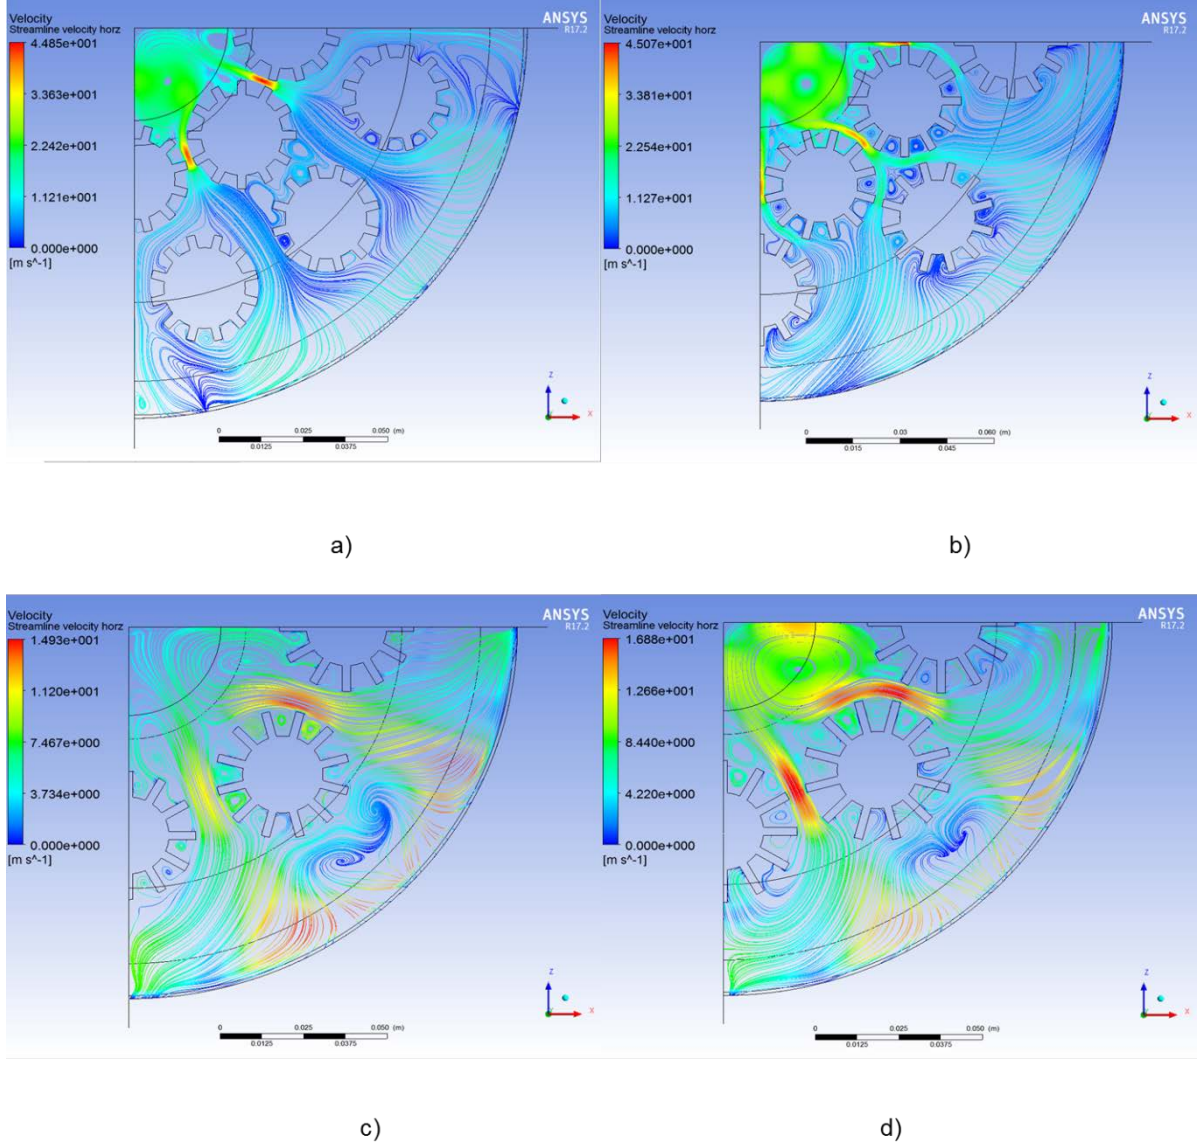 Velocity
Streamline velocity horz
ANSYS
R17.2
4.485e+001
3.363e+001
2.242e+001
1.121e+001
0.000e+000
[m s^-1]
Z
X
0 0.025 0.050 (m)
0.0125 0.0375
a)
Velocity
Streamline velocity horz
ANSYS
R17.2
4.507e+001
3.381e+001
2.254e+001
1.127e+001
0.000e+000
[m s^-1]
Z
X
0 0.03 0.060 (m)
0.015 0.045
b)
Velocity
Streamline velocity horz
ANSYS
R17.2
1.493e+001
1.120e+001
7.467e+000
3.734e+000
0.000e+000
[m s^-1]
Z
X
0 0.025 0.050 (m)
0.0125 0.0375
c)
Velocity
Streamline velocity horz
ANSYS
R17.2
1.688e+001
1.266e+001
8.440e+000
4.220e+000
0.000e+000
[m s^-1]
Z
X
0 0.025 0.050 (m)
0.0125 0.0375
d)